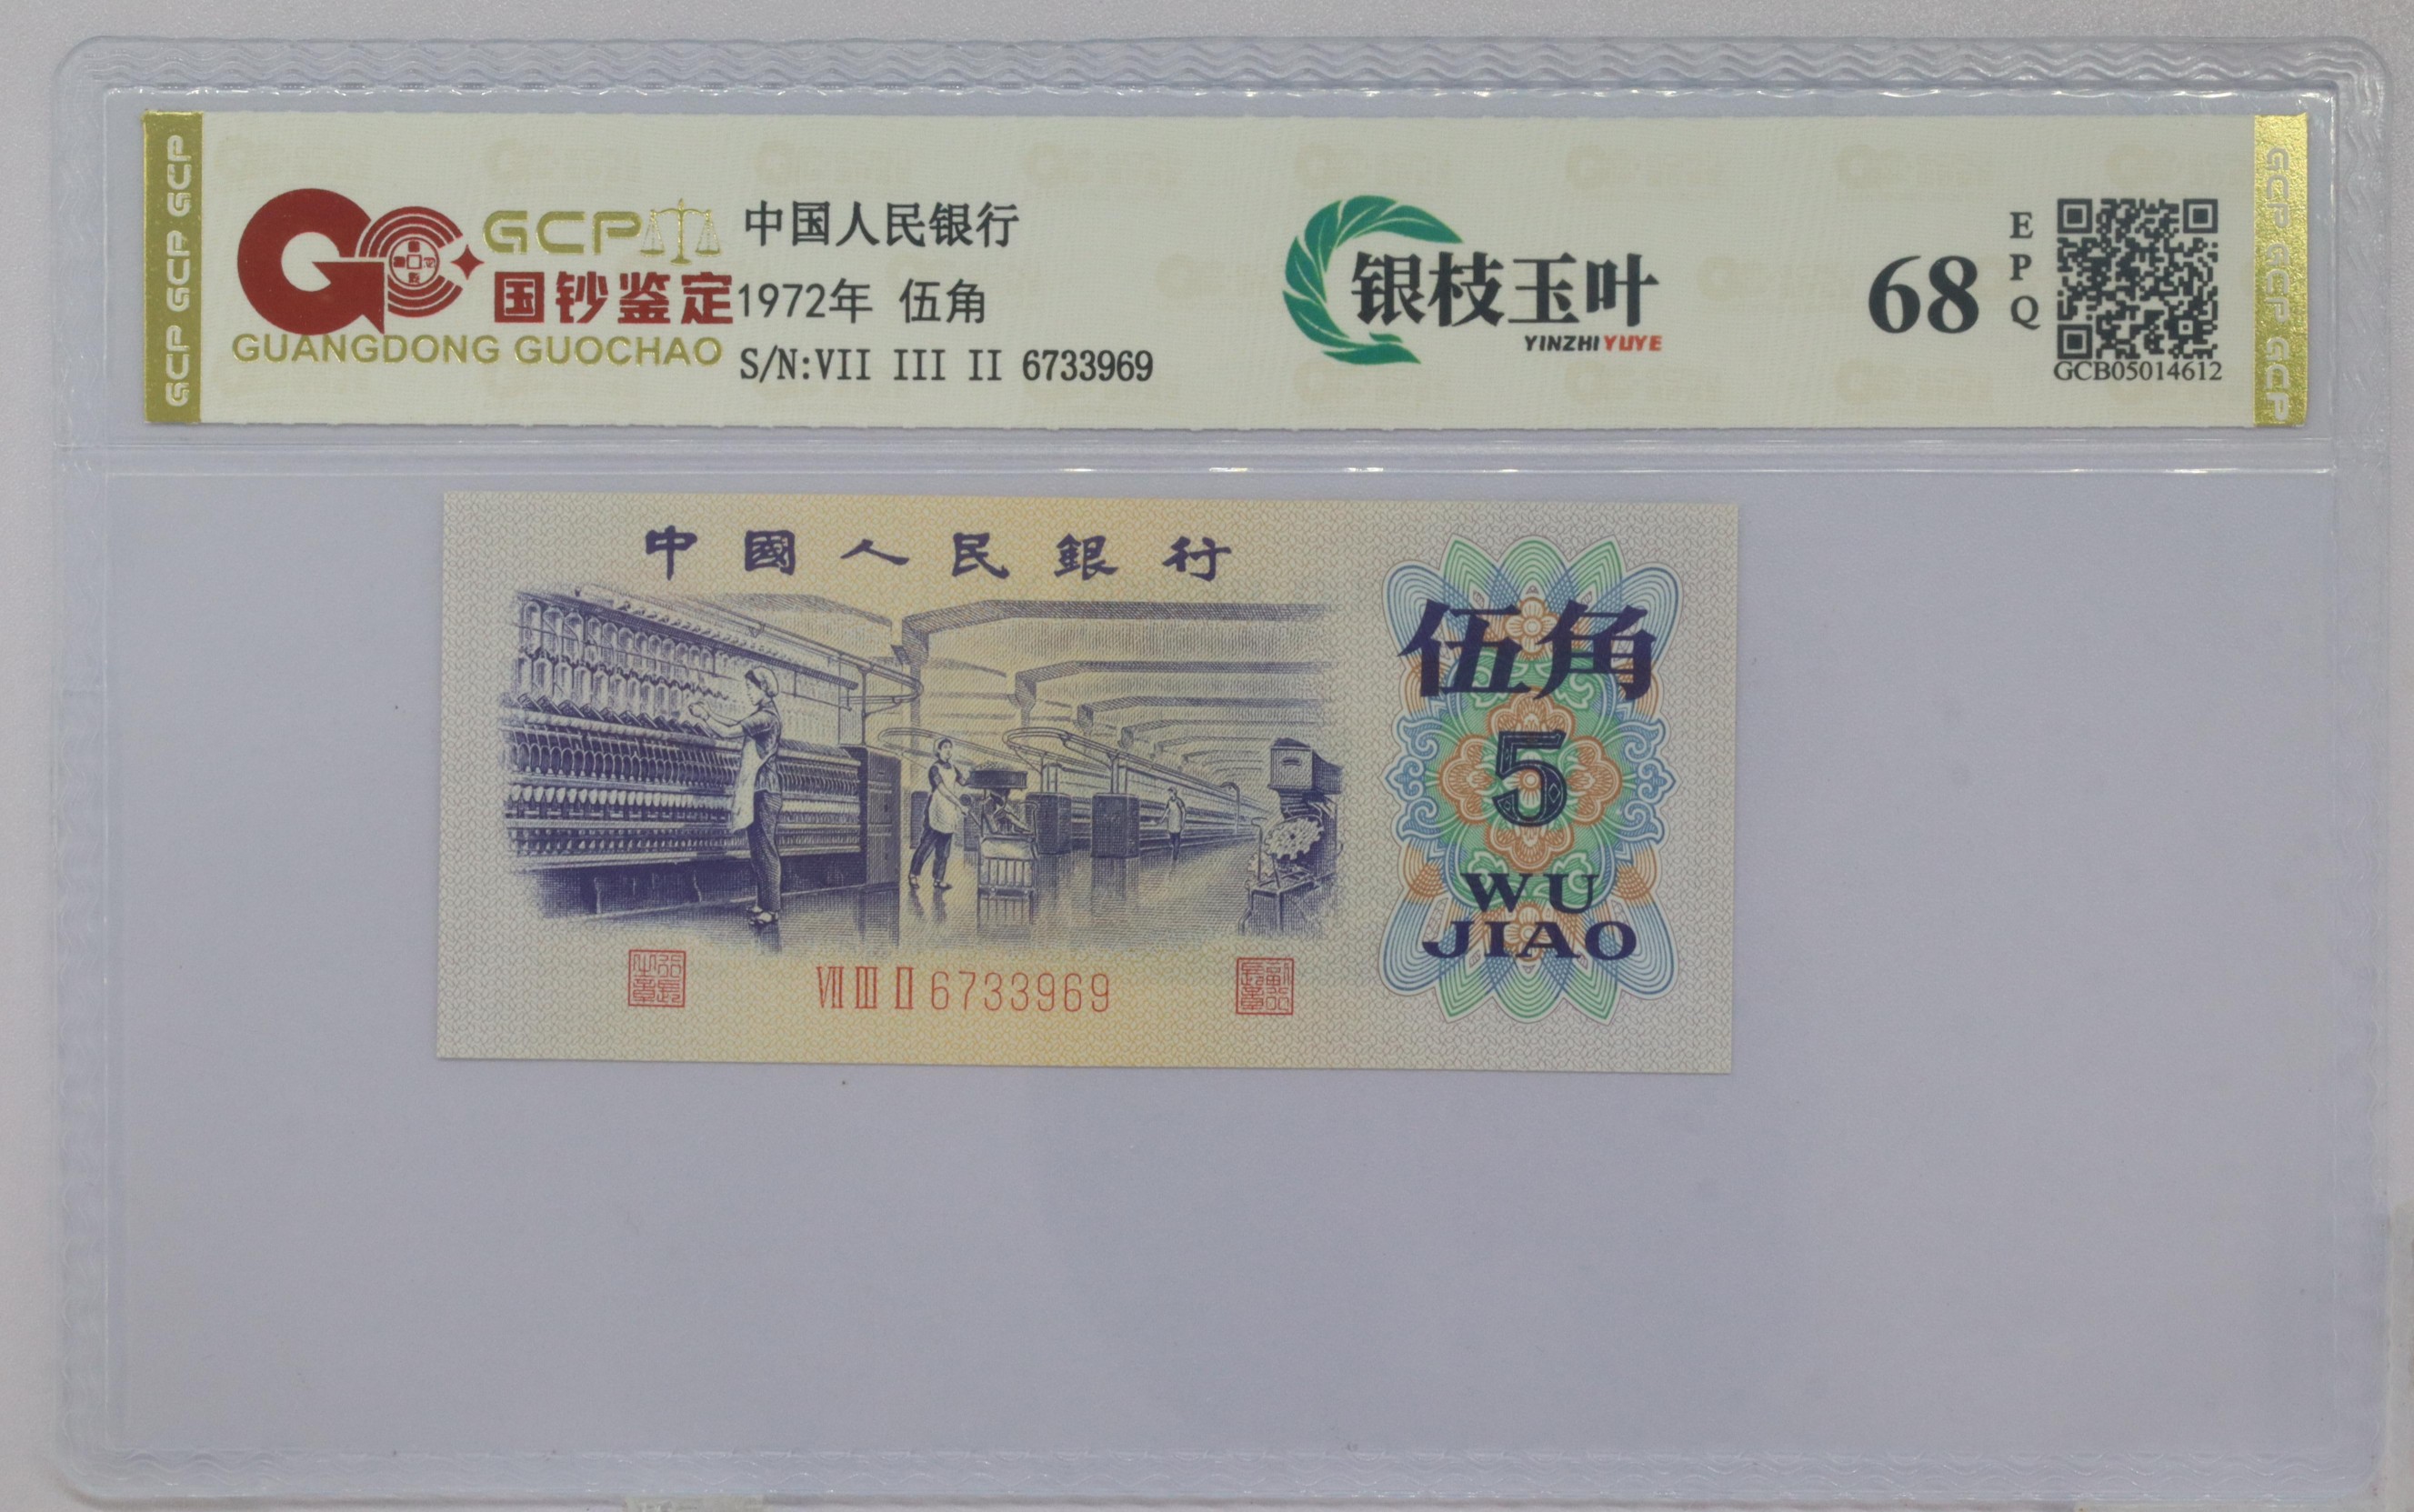 GCP GCP GCP
GCP
国钞鉴定
GUANGDONG GUOCHAO
中国人民银行
1972年 伍角
S/N:VII III II 6733969
银枝玉叶
YINZHIYUYE
68
EPQ
GCB05014612
GCP GCP GCP
中國人民銀行
伍角
5
WU
JIAO
VII III II 6733969